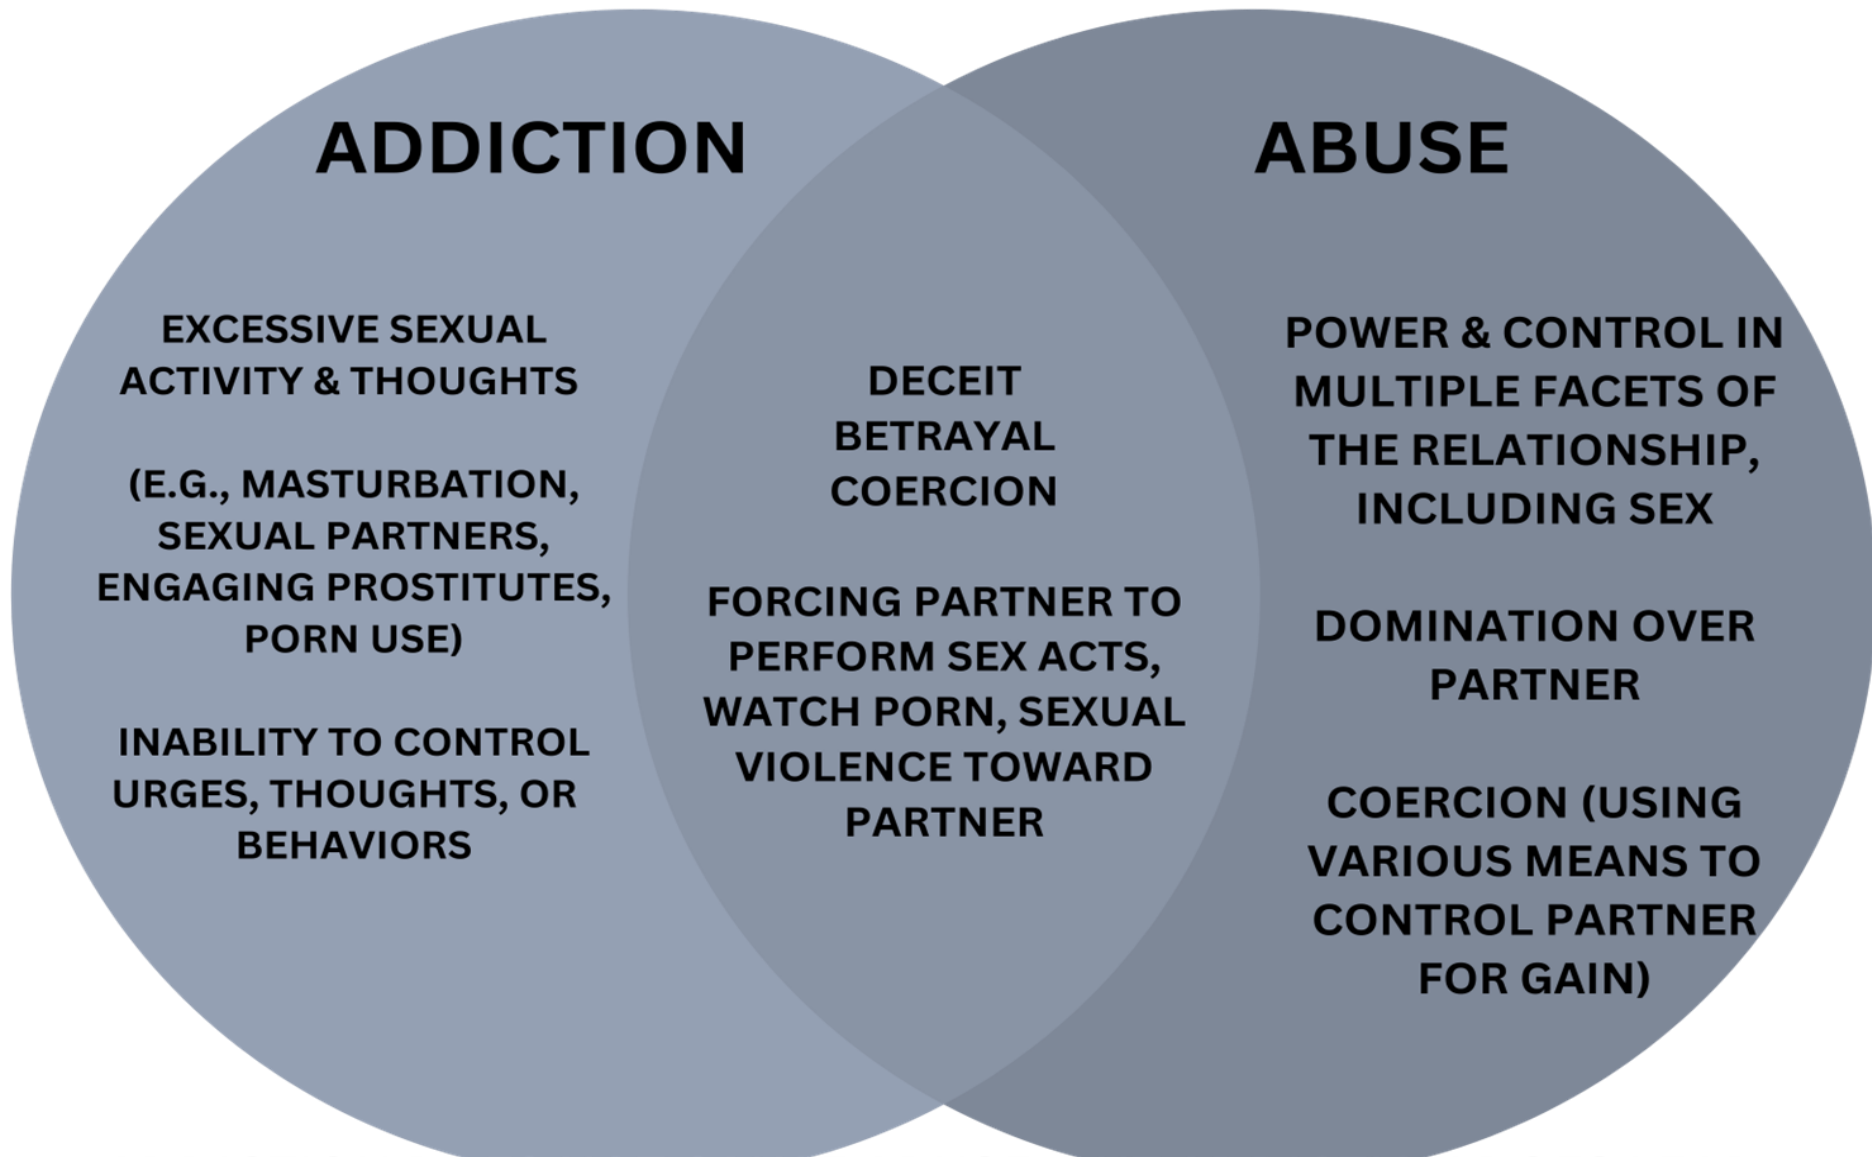 ADDICTION
EXCESSIVE SEXUAL
ACTIVITY & THOUGHTS
(E.G., MASTURBATION,
SEXUAL PARTNERS,
ENGAGING PROSTITUTES,
PORN USE)
INABILITY TO CONTROL
URGES, THOUGHTS, OR
BEHAVIORS
DECEIT
BETRAYAL
COERCION
FORCING PARTNER TO
PERFORM SEX ACTS,
WATCH PORN, SEXUAL
VIOLENCE TOWARD
PARTNER
ABUSE
POWER & CONTROL IN
MULTIPLE FACETS OF
THE RELATIONSHIP,
INCLUDING SEX
DOMINATION OVER
PARTNER
COERCION (USING
VARIOUS MEANS TO
CONTROL PARTNER
FOR GAIN)